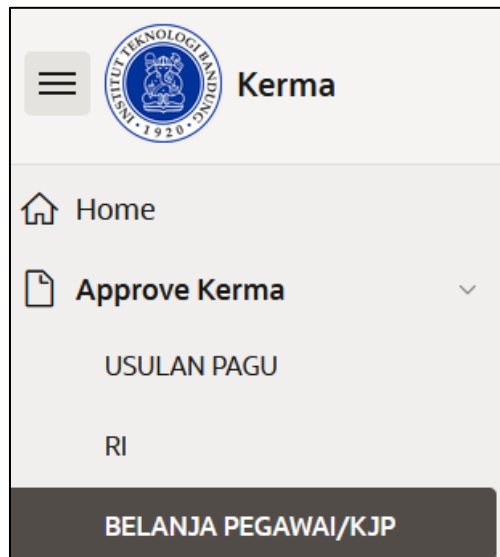 INSTITUT TEKNOLOGI BANDUNG
· 1920 ·
Kerma
Home
Approve Kerma
USULAN PAGU
RI
BELANJA PEGAWAI/KJP